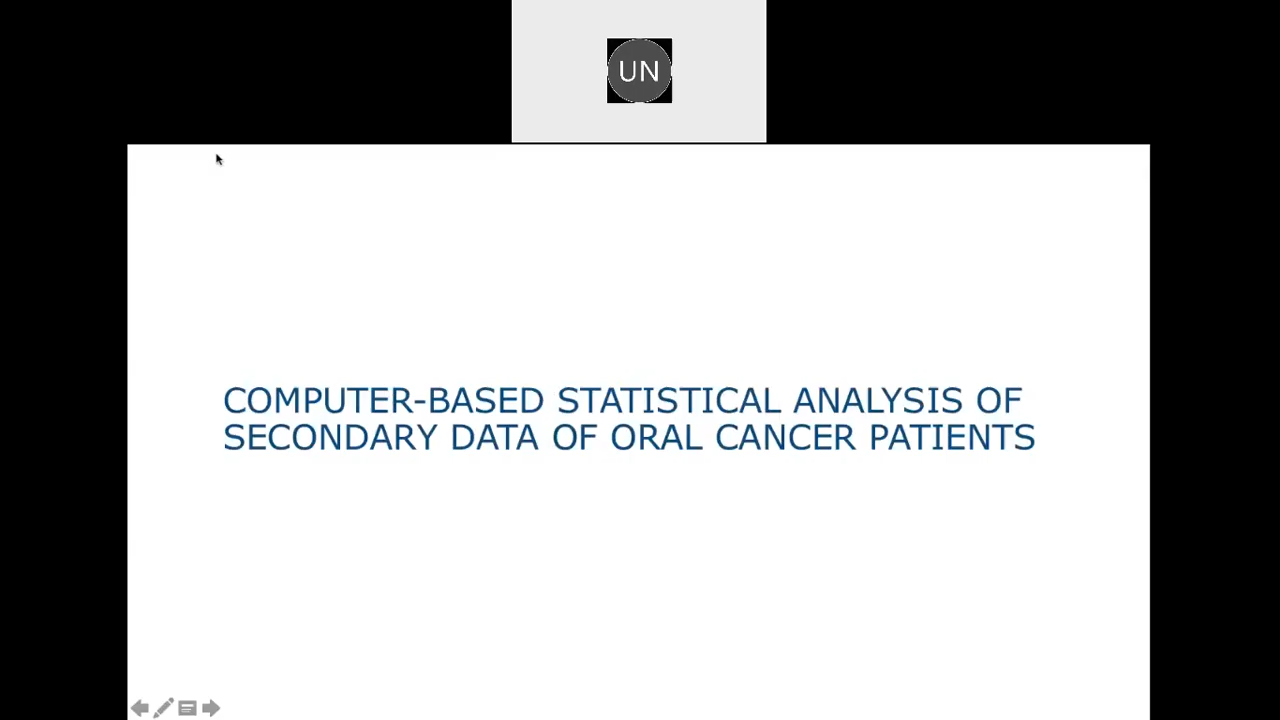 UN
COMPUTER-BASED STATISTICAL ANALYSIS OF
SECONDARY DATA OF ORAL CANCER PATIENTS